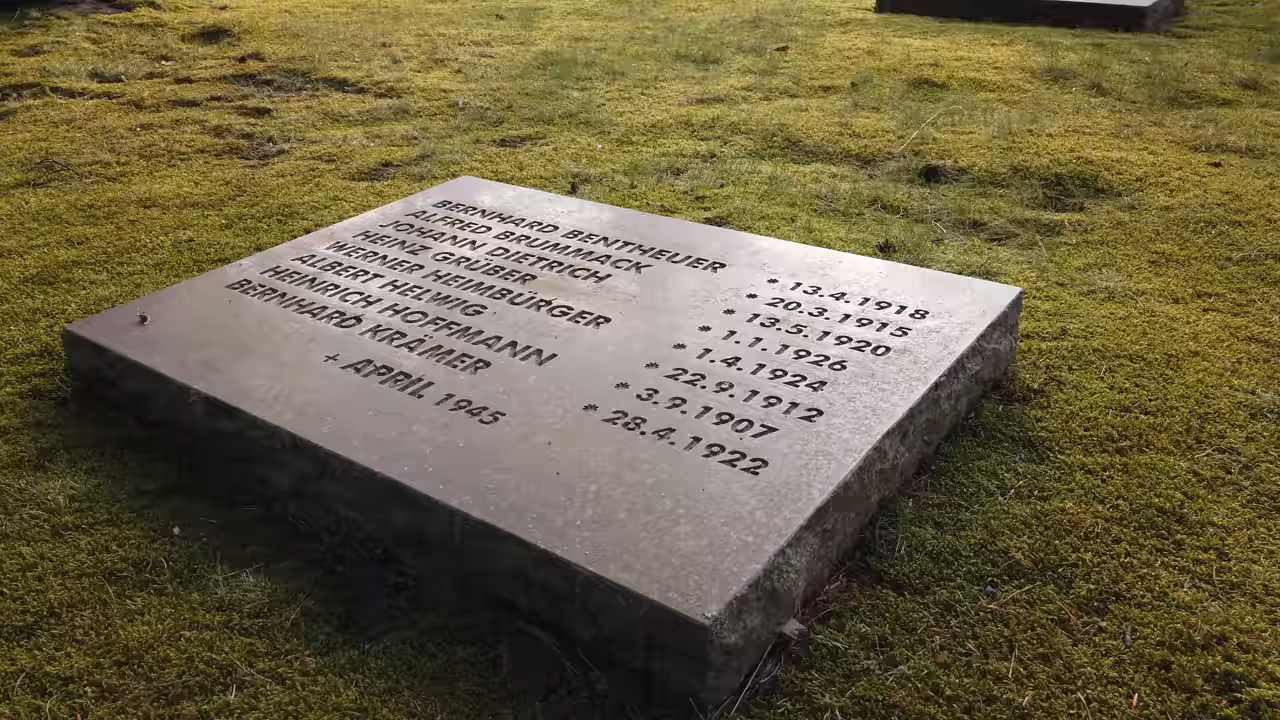 BERNHARD BENTHEUER * 13.4.1918
ALFRED BRUMMACK * 20.3.1915
JOHANN DIETRICH * 13.5.1920
HEINZ GRÜBER * 1.1.1926
WERNER HEIMBÜRGER * 1.4.1924
ALBERT HELWIG * 22.9.1912
HEINRICH HOFFMANN * 3.9.1907
BERNHARD KRÄMER * 28.4.1922
+ APRIL 1945